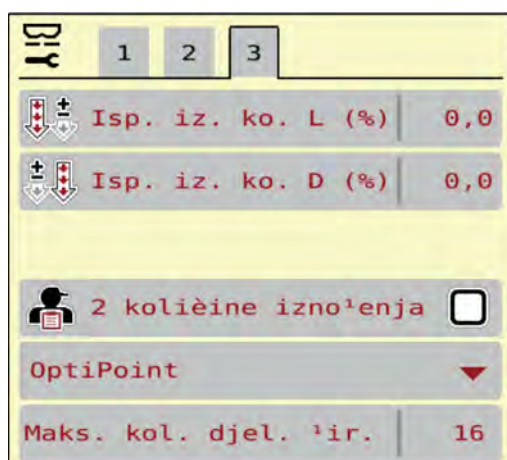 1 2 3
Isp. iz. ko. L (%) 0,0
Isp. iz. ko. D (%) 0,0
2 kolièine izno¹enja
OptiPoint
Maks. kol. djel. ¹ir. 16